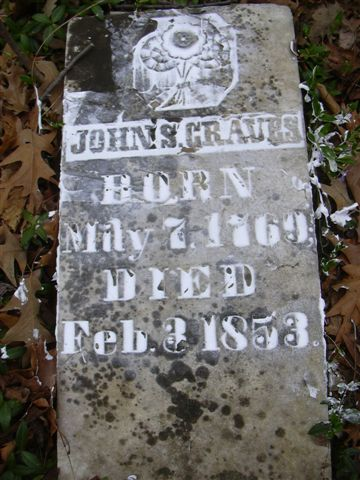 JOHN S. GRAVES
BORN
May 7, 1769.
DIED
Feb. 3, 1853.